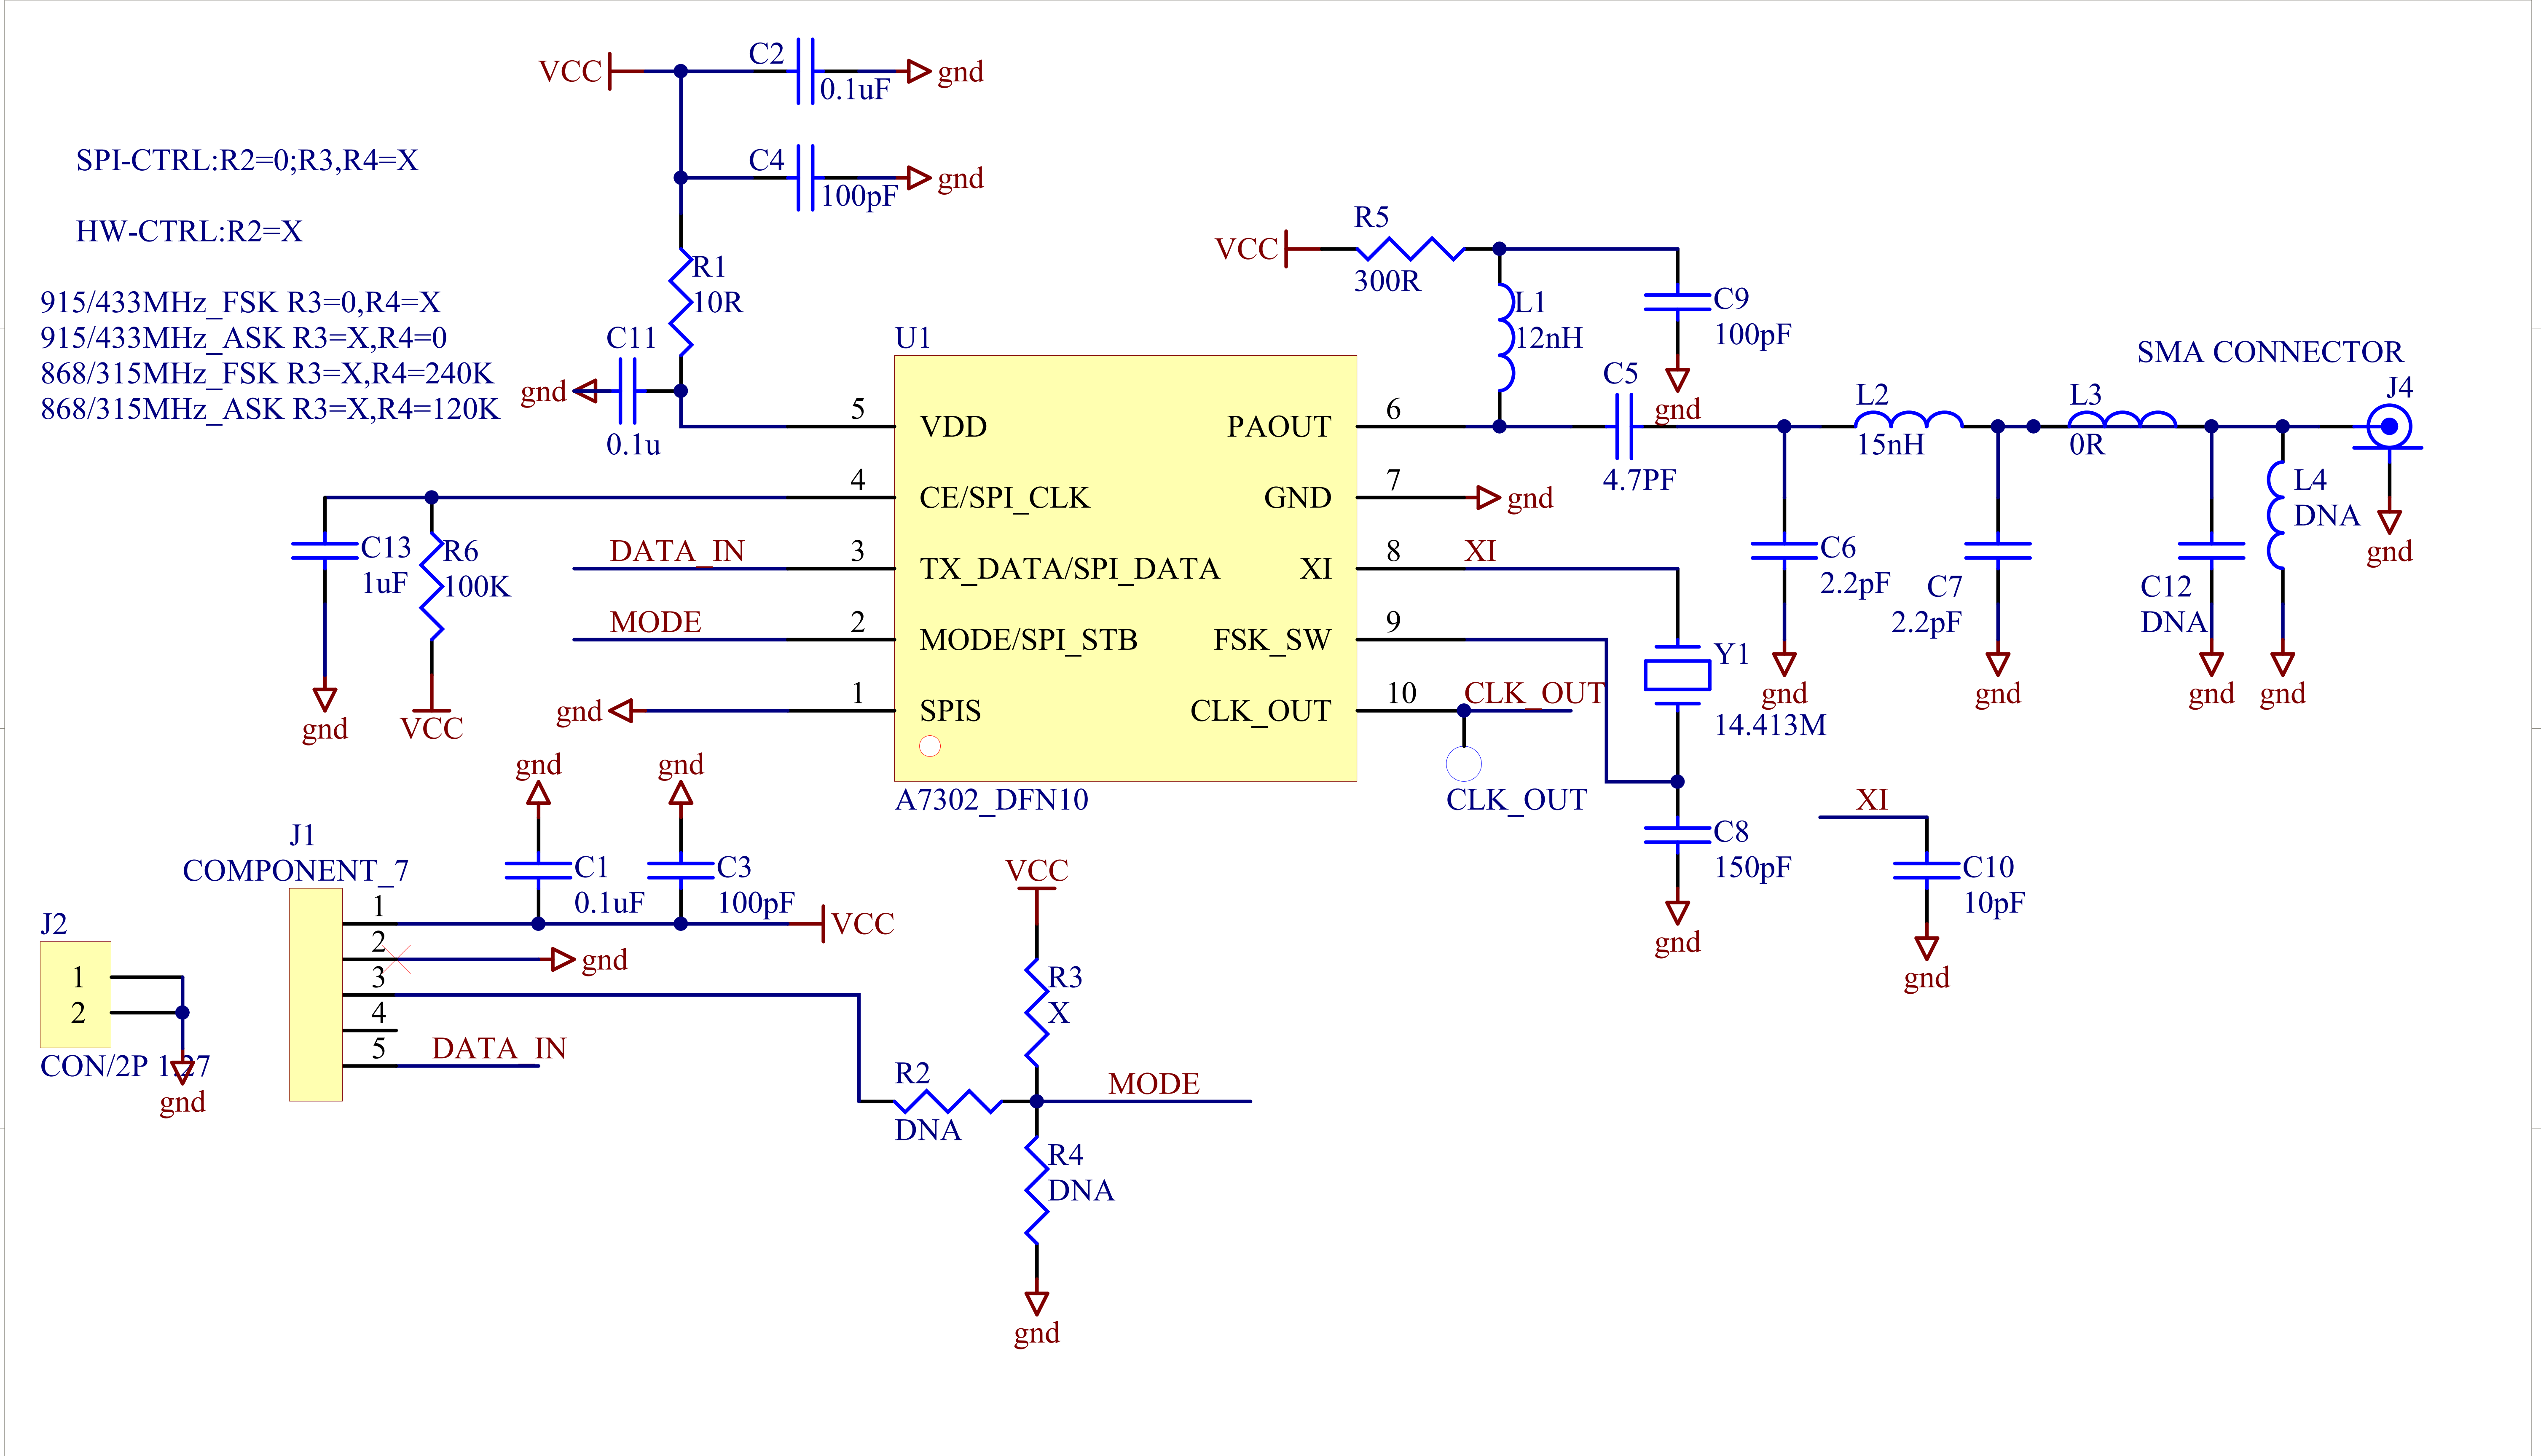 VCC
C2
0.1uF
gnd
SPI-CTRL:R2=0;R3,R4=X
C4
100pF
gnd
HW-CTRL:R2=X
915/433MHz_FSK R3=0,R4=X
915/433MHz_ASK R3=X,R4=0
868/315MHz_FSK R3=X,R4=240K
868/315MHz_ASK R3=X,R4=120K
R1
10R
C11
0.1u
gnd
VCC
R5
300R
L1
12nH
C9
100pF
gnd
U1
5 VDD
4 CE/SPI_CLK
3 TX_DATA/SPI_DATA
2 MODE/SPI_STB
1 SPIS
PAOUT 6
GND 7
XI 8
FSK_SW 9
CLK_OUT 10
A7302_DFN10
C5
4.7PF
gnd
L2
15nH
L3
0R
SMA CONNECTOR
J4
gnd
L4
DNA
gnd
C6
2.2pF
gnd
C7
2.2pF
gnd
C12
DNA
gnd
C13
1uF
gnd
R6
100K
VCC
DATA_IN
MODE
gnd
XI
CLK_OUT
CLK_OUT
Y1
14.413M
C8
150pF
gnd
XI
C10
10pF
gnd
gnd
gnd
C1
0.1uF
C3
100pF
VCC
J1
COMPONENT_7
1
2
3
4
5
gnd
DATA_IN
J2
1
2
CON/2P 1.27
gnd
VCC
R3
X
R2
DNA
MODE
R4
DNA
gnd